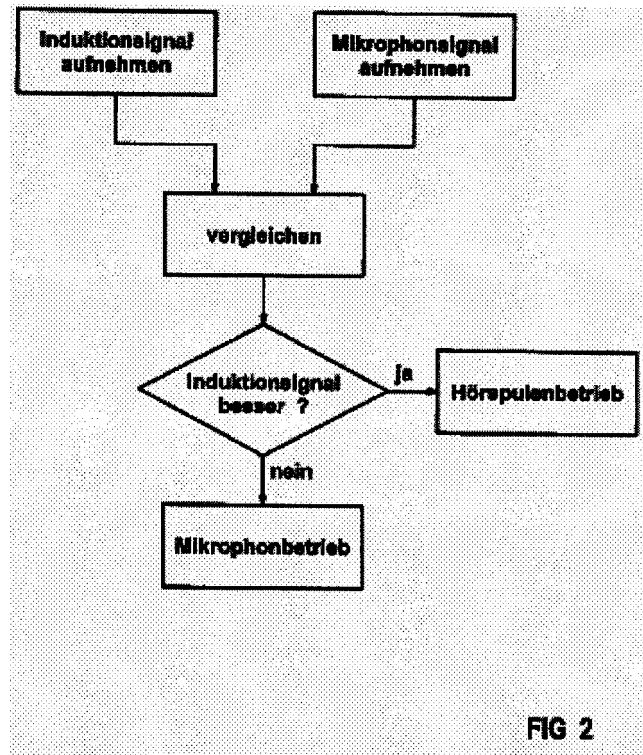 Induktionsignal
aufnehmen
Mikrophonsignal
aufnehmen
vergleichen
Induktionsignal
besser ?
ja
Hörspulenbetrieb
nein
Mikrophonbetrieb
FIG 2